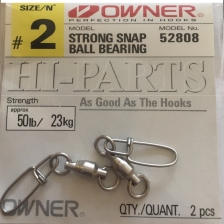 SIZE/N° OWNER
PERFECTION IN HOOKS
# 2 MODEL MODEL No.
STRONG SNAP 52808
BALL BEARING
HI-PARTS
Strength As Good As The Hooks
approx
50lb/ 23kg
OWNER
QTY./QUANT. 2 pcs